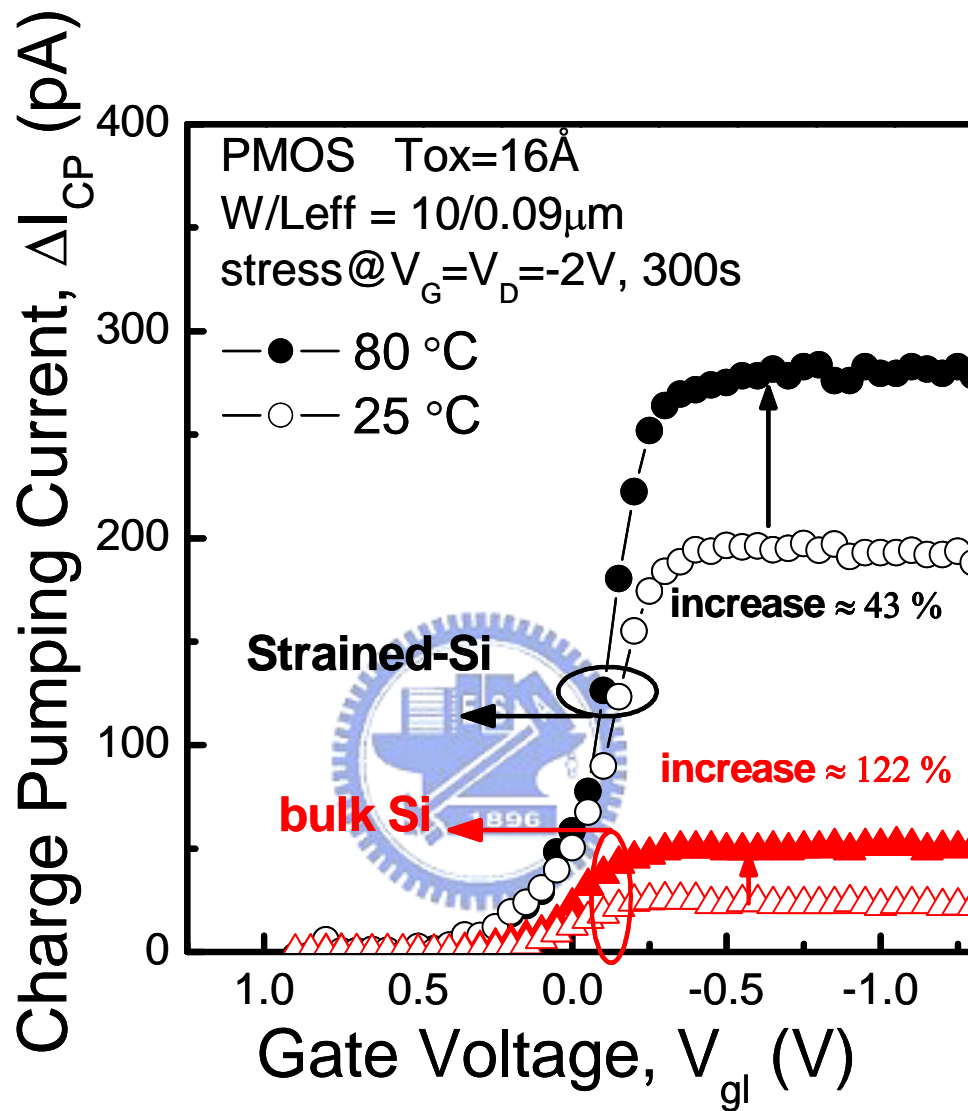 Charge Pumping Current, ΔI_CP (pA)
400
300
200
100
0
PMOS Tox=16Å
W/Leff = 10/0.09μm
stress@V_G=V_D=-2V, 300s
80 °C
25 °C
increase ≈ 43 %
Strained-Si
increase ≈ 122 %
bulk Si
1896
1.0 0.5 0.0 -0.5 -1.0
Gate Voltage, V_gl (V)